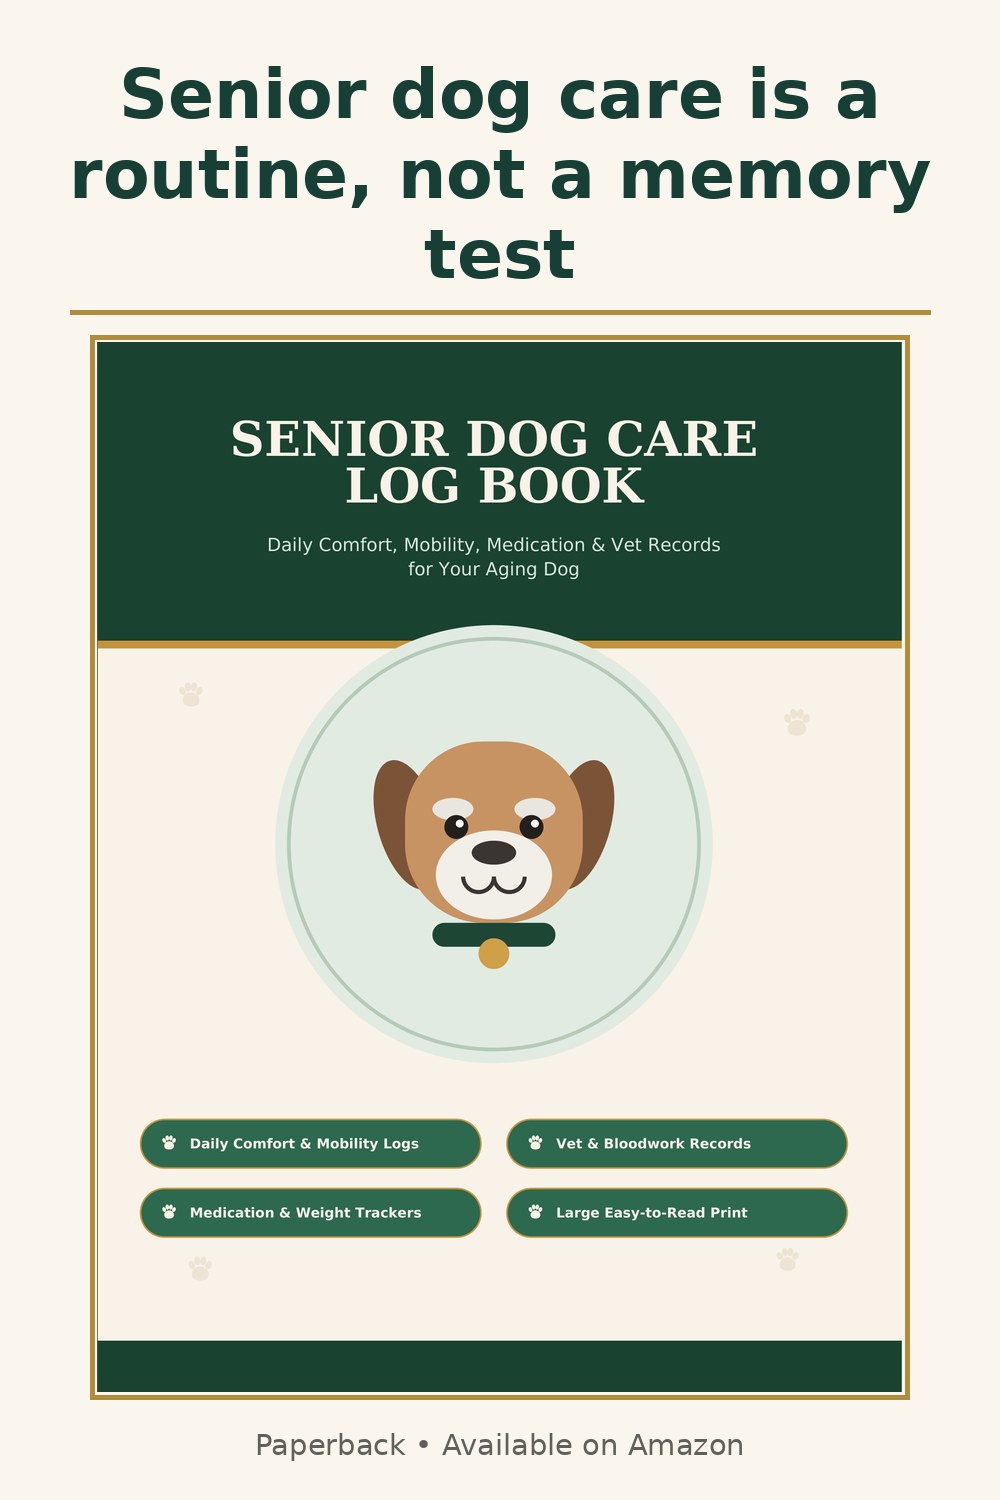 Senior dog care is a
routine, not a memory
test
SENIOR DOG CARE
LOG BOOK
Daily Comfort, Mobility, Medication & Vet Records
for Your Aging Dog
Daily Comfort & Mobility Logs
Vet & Bloodwork Records
Medication & Weight Trackers
Large Easy-to-Read Print
Paperback • Available on Amazon